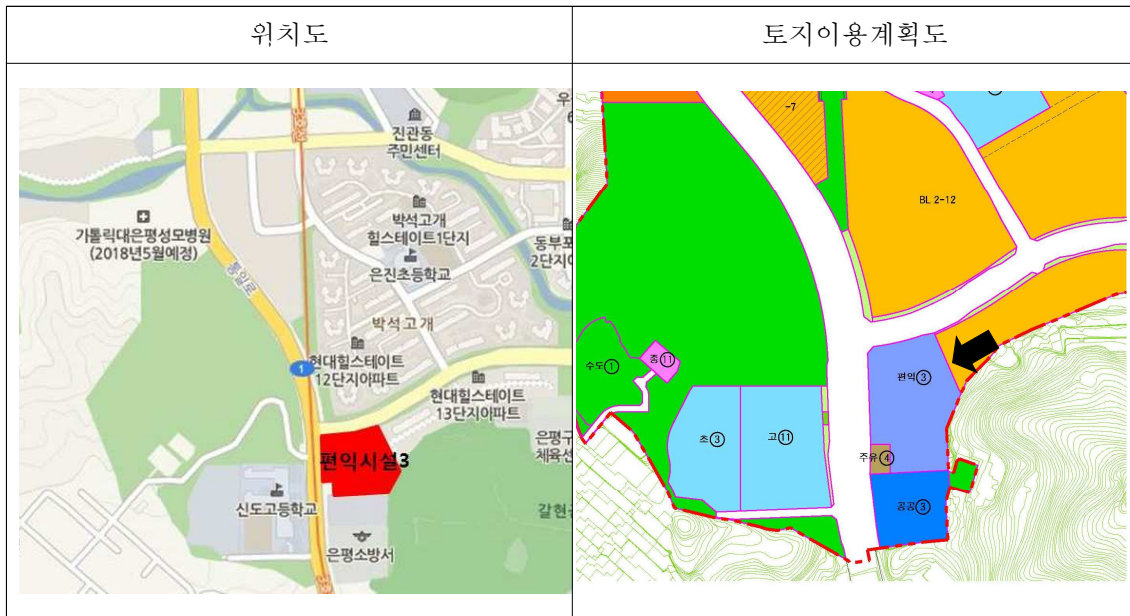 위치도
토지이용계획도
진관동
주민센터
박석고개
힐스테이트1단지
가톨릭대은평성모병원
(2018년5월예정)
은진초등학교
동부포
2단지아
통일로
박석고개
현대힐스테이트
12단지아파트
1
현대힐스테이트
13단지아파트
편익시설3
은평구
체육센
신도고등학교
갈현
은평소방서
-7
BL 2-12
수도①
종⑪
편익③
초③
고⑪
주유④
공공③